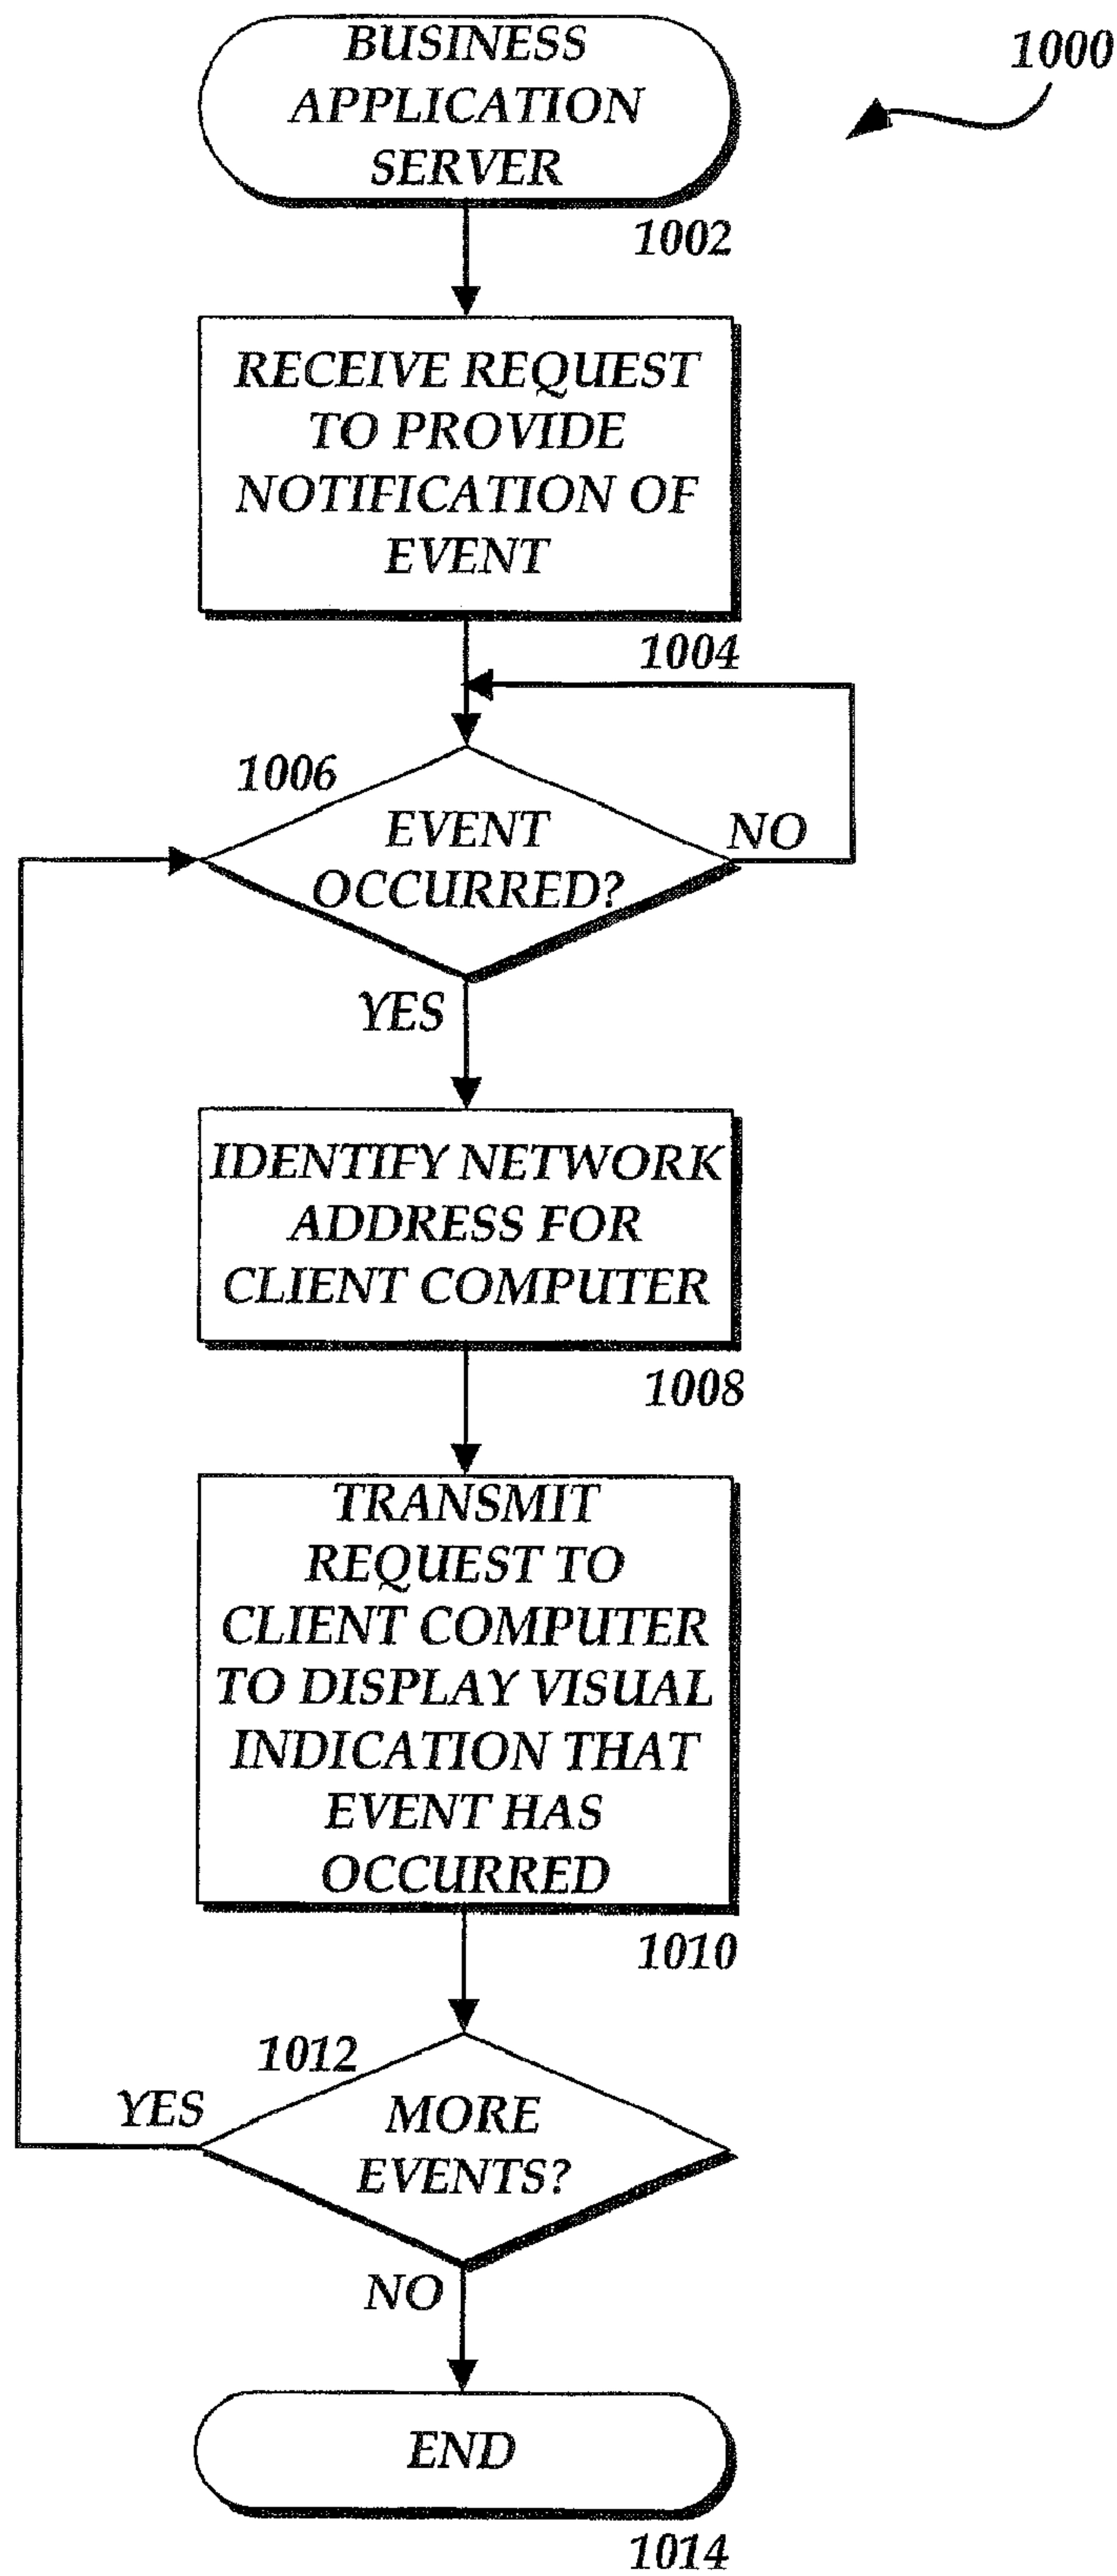 1000
BUSINESS
APPLICATION
SERVER
1002
RECEIVE REQUEST
TO PROVIDE
NOTIFICATION OF
EVENT
1004
1006
EVENT
OCCURRED?
NO
YES
IDENTIFY NETWORK
ADDRESS FOR
CLIENT COMPUTER
1008
TRANSMIT
REQUEST TO
CLIENT COMPUTER
TO DISPLAY VISUAL
INDICATION THAT
EVENT HAS
OCCURRED
1010
1012
YES
MORE
EVENTS?
NO
END
1014